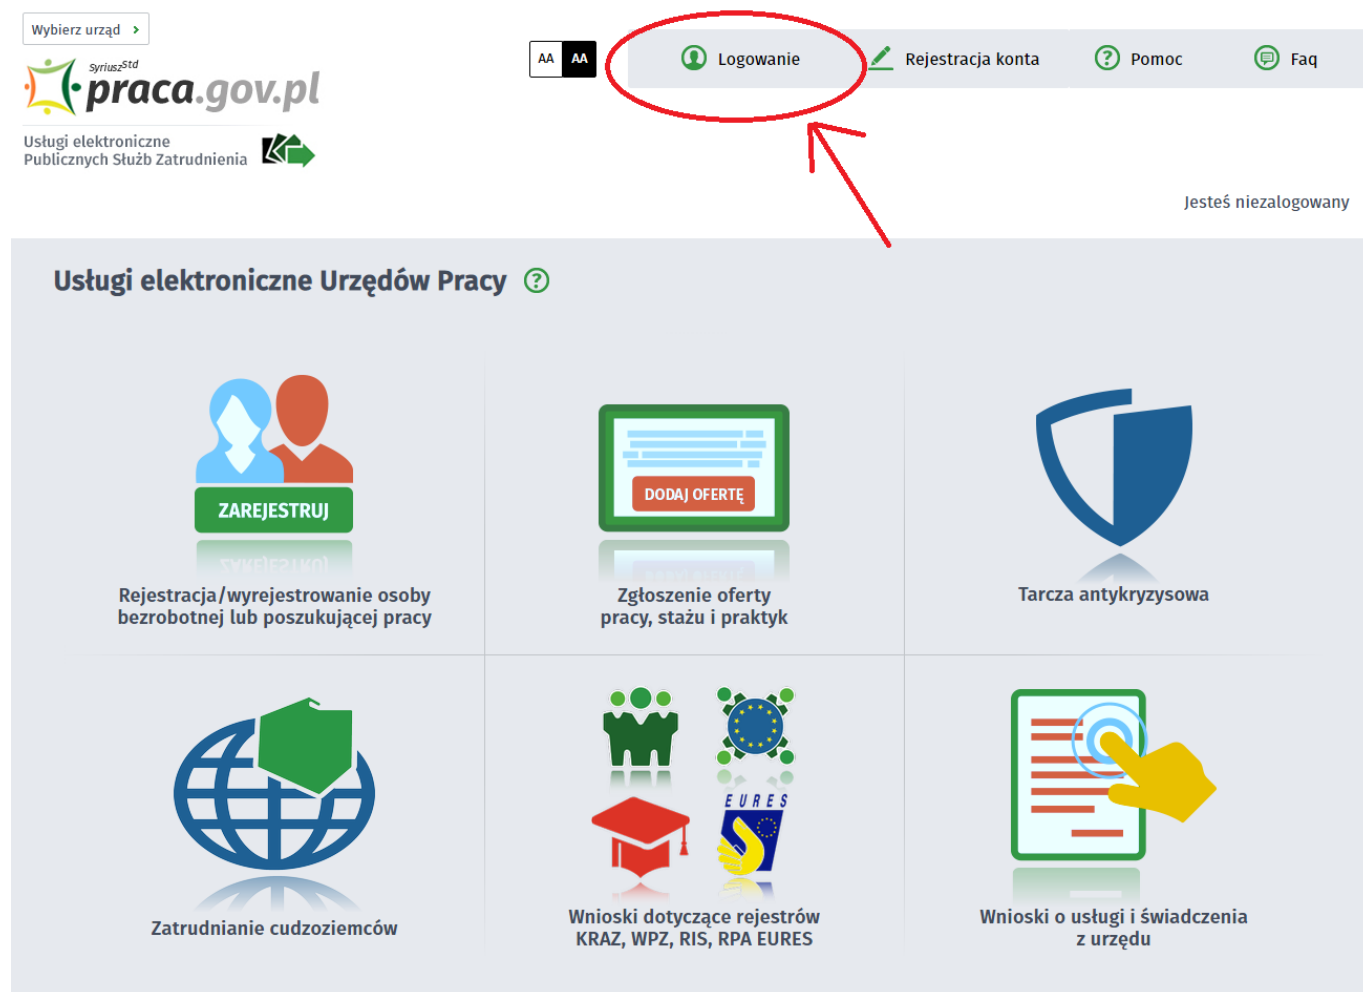 Wybierz urząd
AA AA
Logowanie
Rejestracja konta
Pomoc
Faq
SyriuszStd
praca.gov.pl
Usługi elektroniczne
Publicznych Służb Zatrudnienia
Jesteś niezalogowany
Usługi elektroniczne Urzędów Pracy
ZAREJESTRUJ
Rejestracja/wyrejestrowanie osoby
bezrobotnej lub poszukującej pracy
DODAJ OFERTĘ
Zgłoszenie oferty
pracy, stażu i praktyk
Tarcza antykryzysowa
Zatrudnianie cudzoziemców
EURES
Wnioski dotyczące rejestrów
KRAZ, WPZ, RIS, RPA EURES
Wnioski o usługi i świadczenia
z urzędu